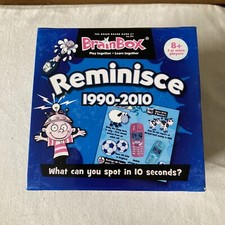 BrainBox
Play together • Learn together
8+
Reminisce
1990-2010
What can you spot in 10 seconds?